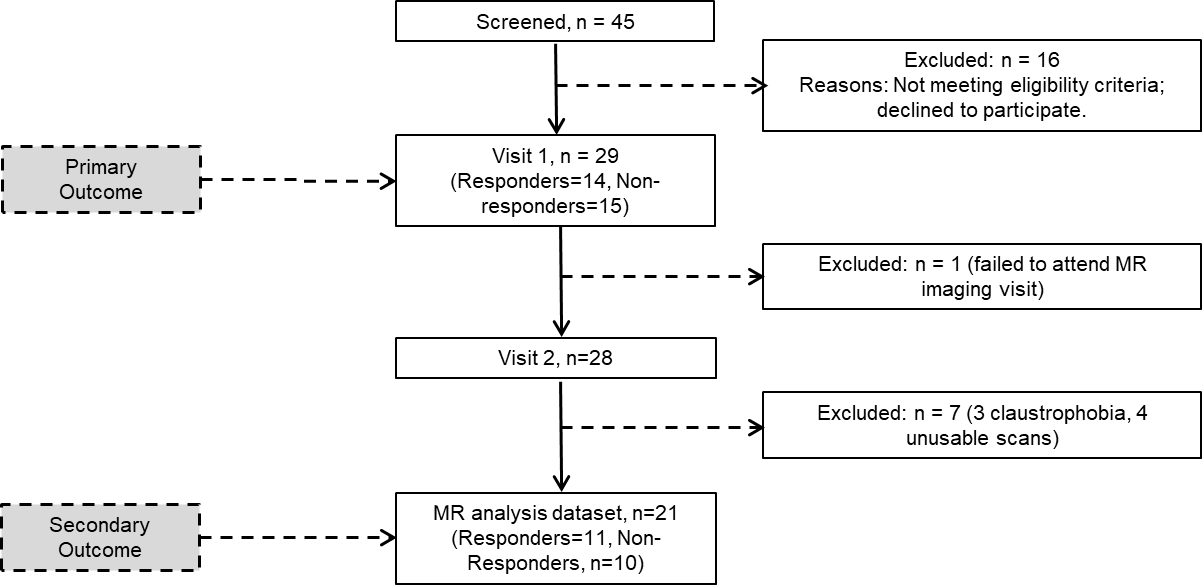 Screened, n = 45
Excluded: n = 16
Reasons: Not meeting eligibility criteria;
declined to participate.
Primary
Outcome
Visit 1, n = 29
(Responders=14, Non-
responders=15)
Excluded: n = 1 (failed to attend MR
imaging visit)
Visit 2, n=28
Excluded: n = 7 (3 claustrophobia, 4
unusable scans)
Secondary
Outcome
MR analysis dataset, n=21
(Responders=11, Non-
Responders, n=10)